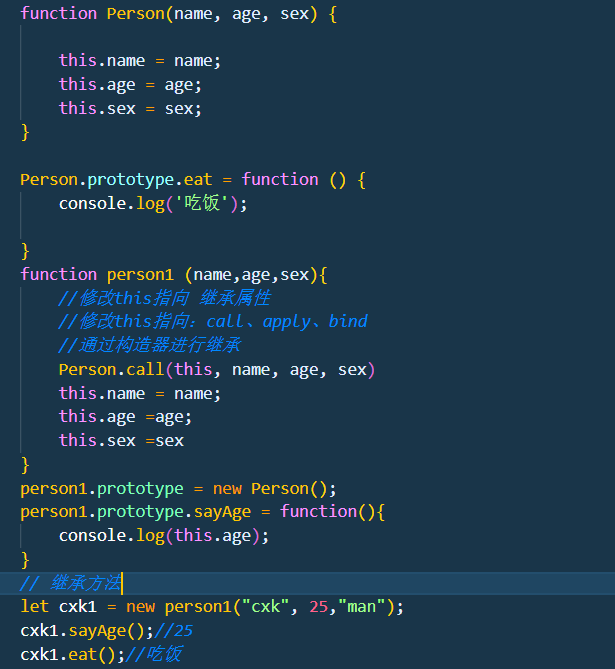 function Person(name, age, sex) {
this.name = name;
this.age = age;
this.sex = sex;
}
Person.prototype.eat = function () {
console.log('吃饭');
}
function person1 (name,age,sex){
//修改this指向 继承属性
//修改this指向：call、apply、bind
//通过构造器进行继承
Person.call(this, name, age, sex)
this.name = name;
this.age =age;
this.sex =sex
}
person1.prototype = new Person();
person1.prototype.sayAge = function(){
console.log(this.age);
}
// 继承方法
let cxk1 = new person1("cxk", 25,"man");
cxk1.sayAge();//25
cxk1.eat();//吃饭